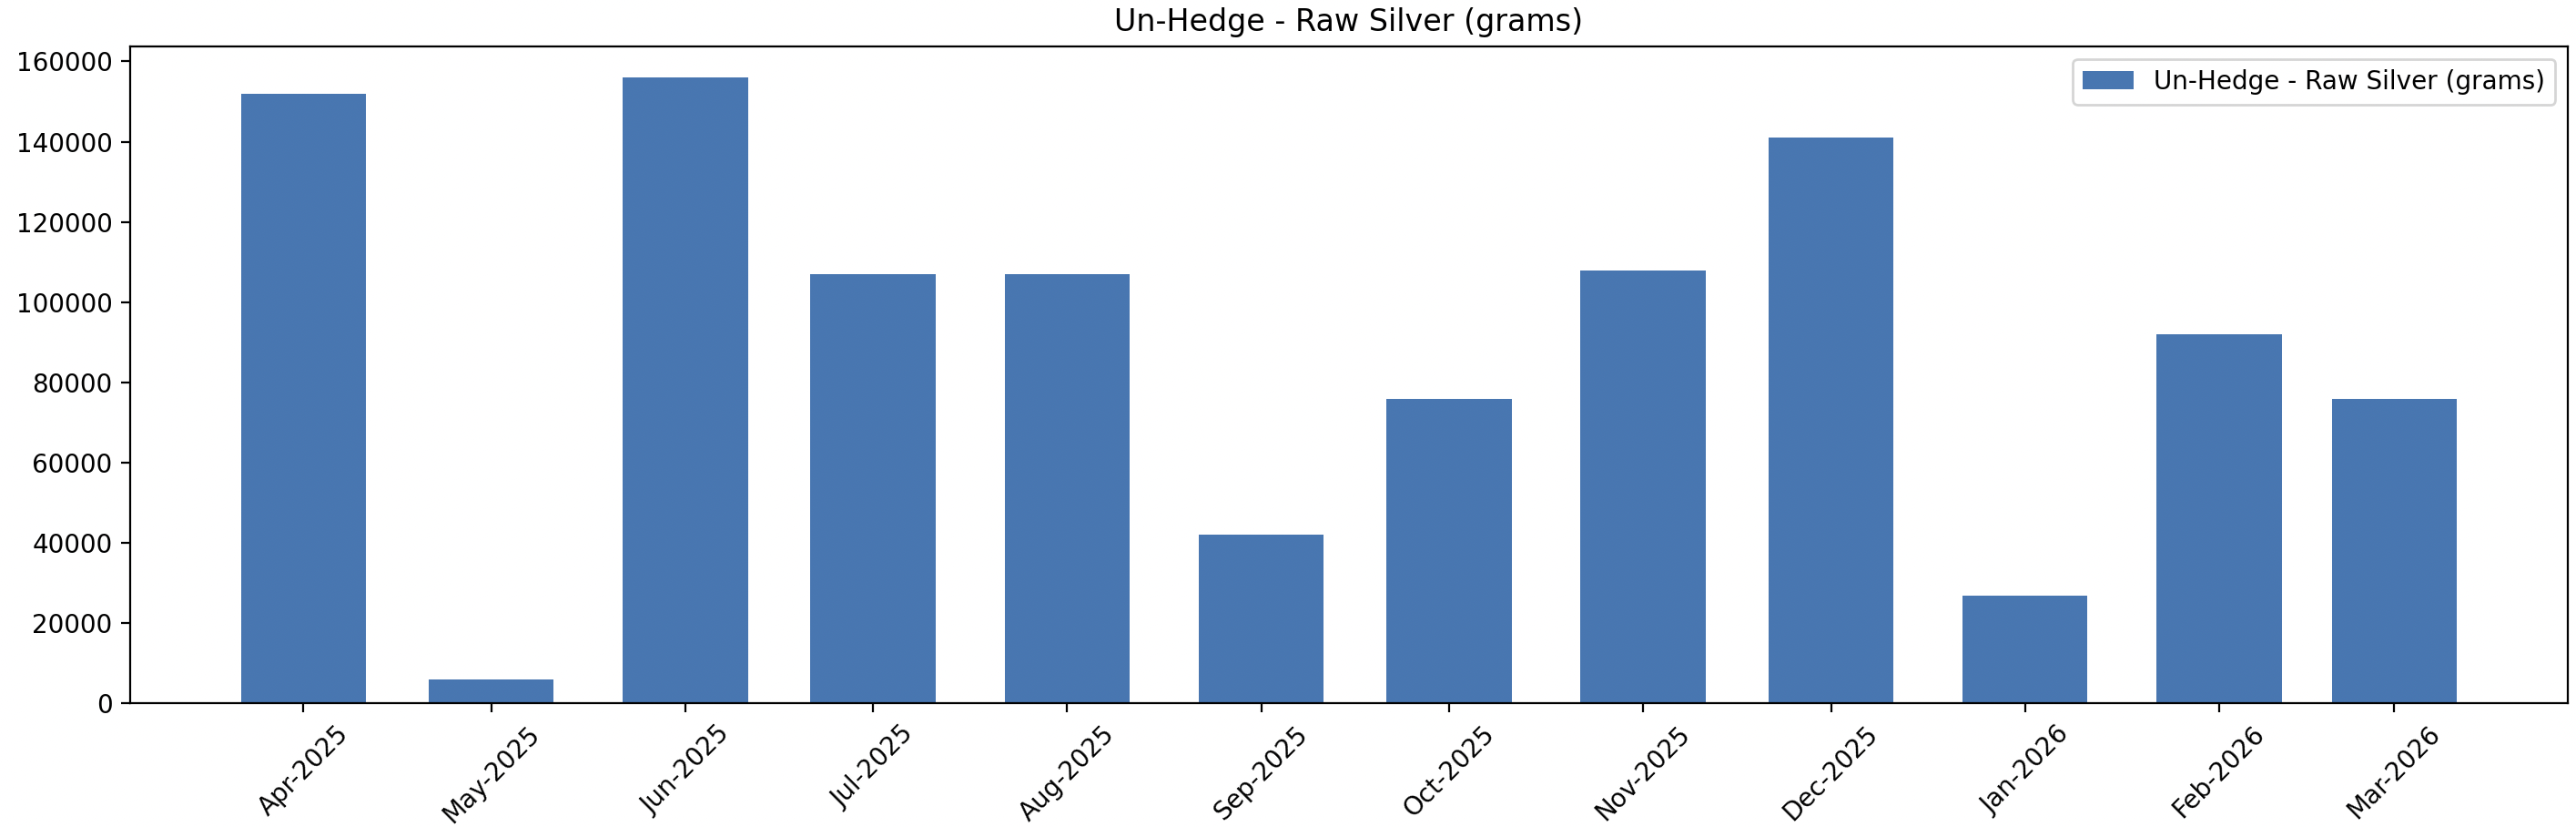 Un-Hedge - Raw Silver (grams)
Un-Hedge - Raw Silver (grams)
160000
140000
120000
100000
80000
60000
40000
20000
0
Apr-2025
May-2025
Jun-2025
Jul-2025
Aug-2025
Sep-2025
Oct-2025
Nov-2025
Dec-2025
Jan-2026
Feb-2026
Mar-2026